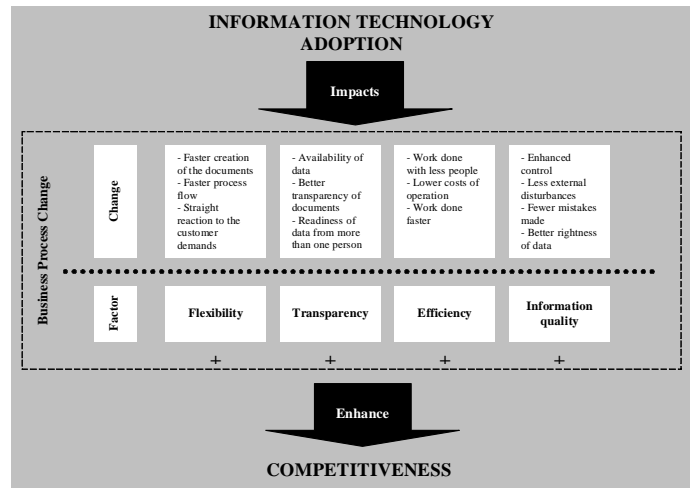 INFORMATION TECHNOLOGY
ADOPTION
Impacts
Business Process Change
Change
- Faster creation
of the documents
- Faster process
flow
- Straight
reaction to the
customer
demands
- Availability of
data
- Better
transparency of
documents
- Readiness of
data from more
than one person
- Work done
with less people
- Lower costs of
operation
- Work done
faster
- Enhanced
control
- Less external
disturbances
- Fewer mistakes
made
- Better rightness
of data
Factor
Flexibility
Transparency
Efficiency
Information
quality
+ + + +
Enhance
COMPETITIVENESS